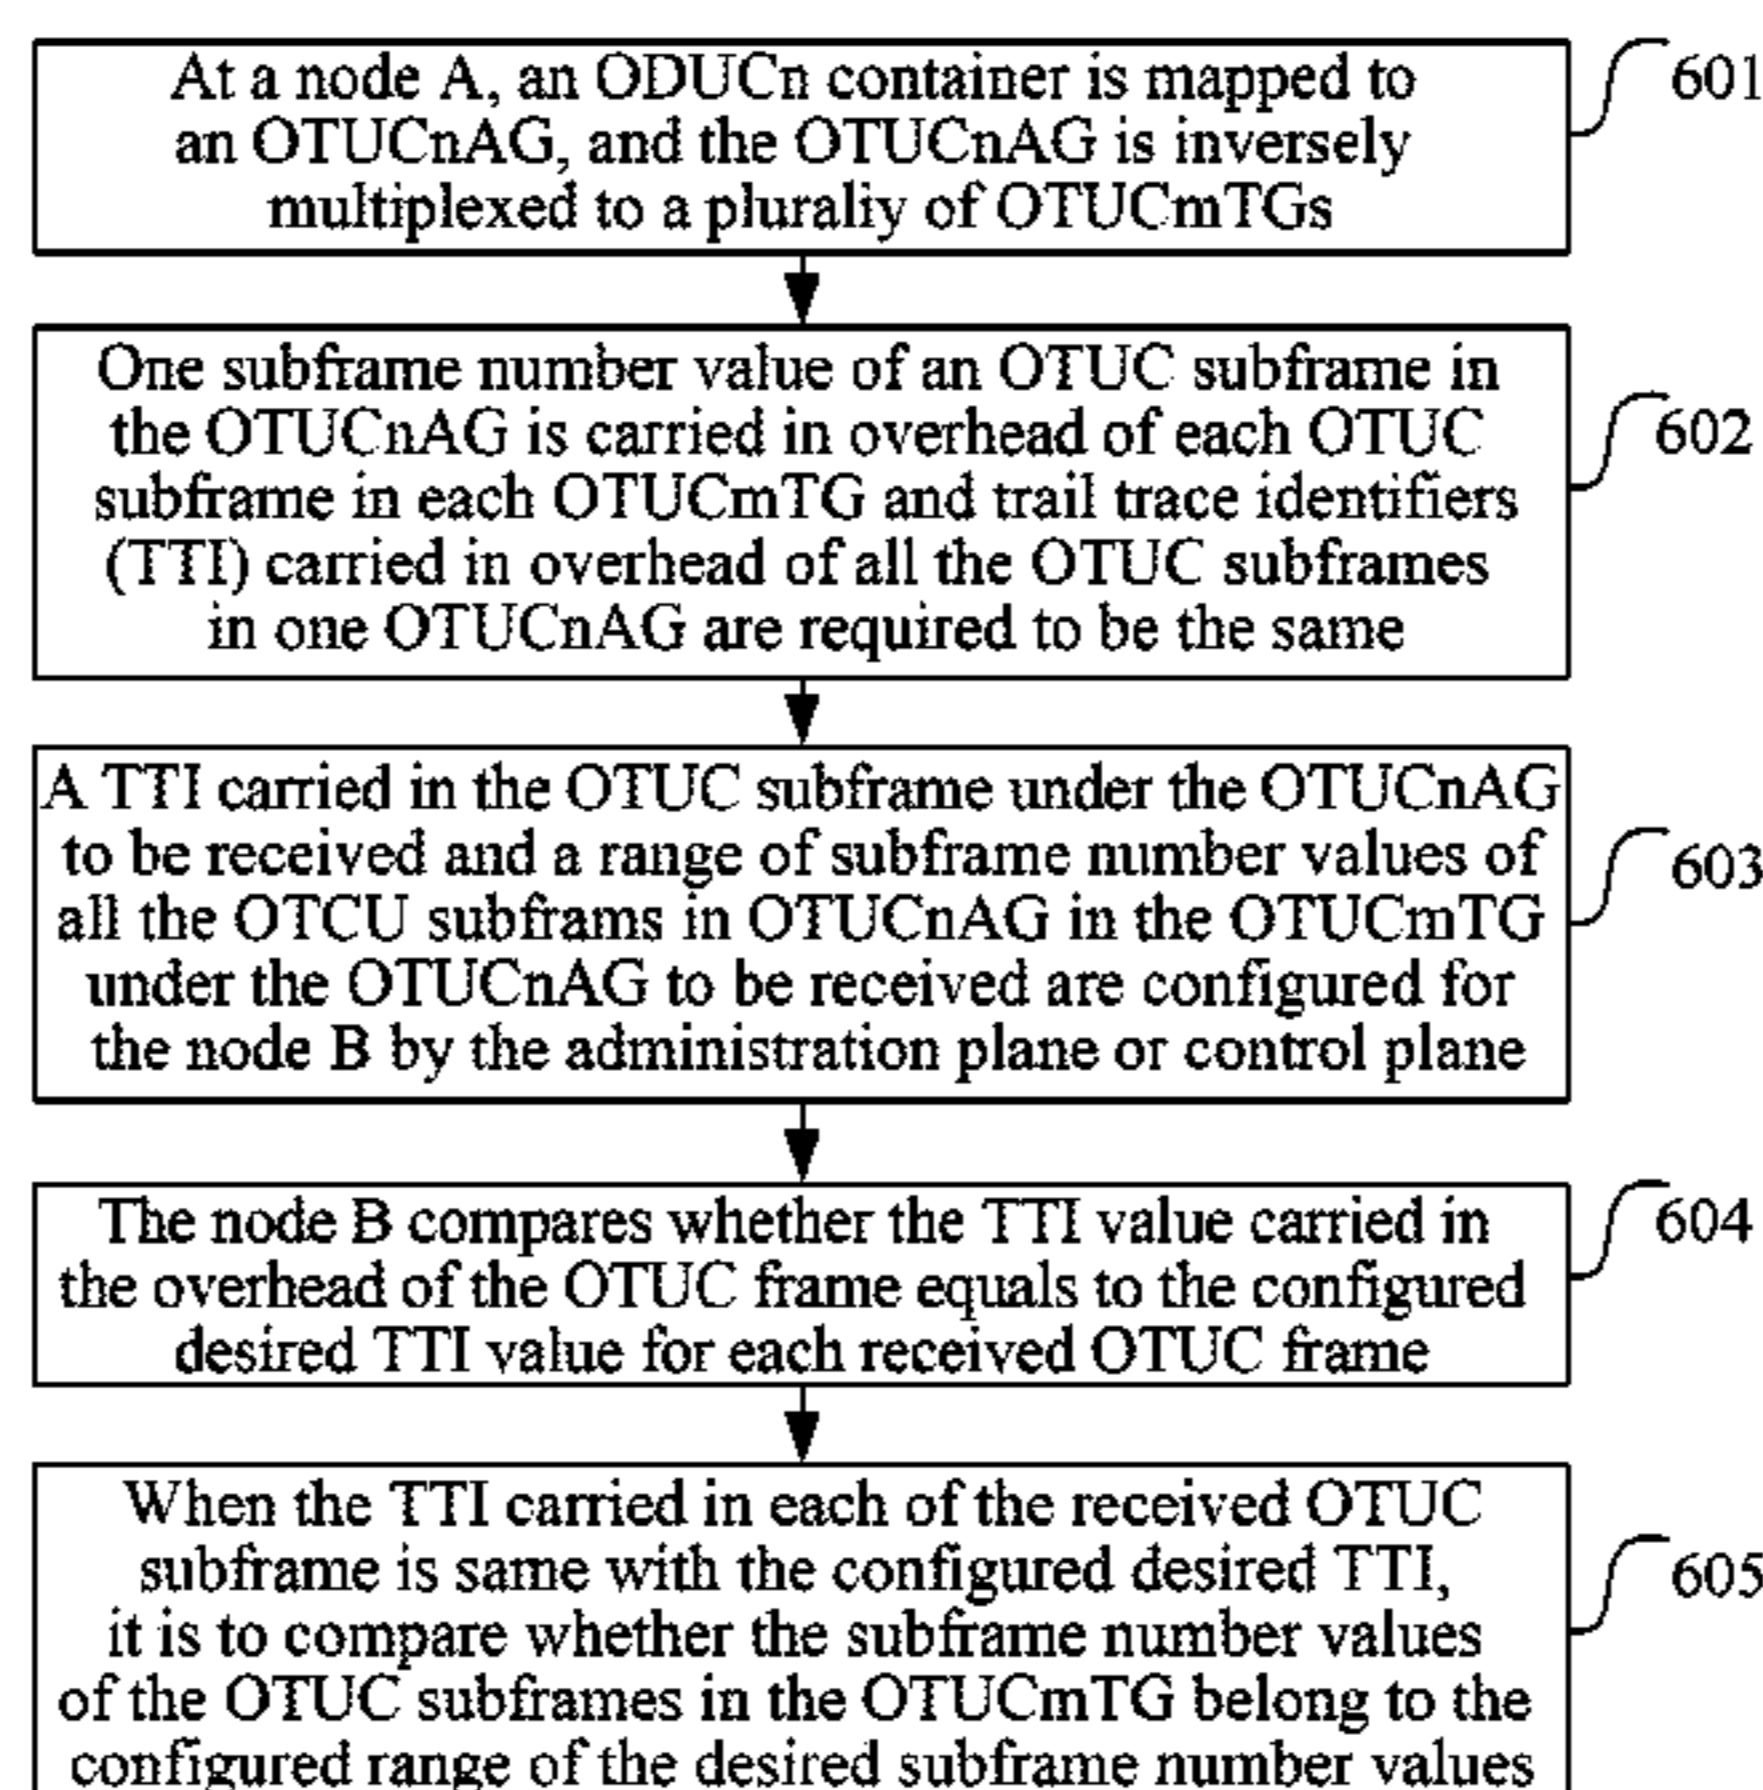 At a node A, an ODUCn container is mapped to
an OTUCnAG, and the OTUCnAG is inversely
multiplexed to a pluraliy of OTUCmTGs
601
One subframe number value of an OTUC subframe in
the OTUCnAG is carried in overhead of each OTUC
subframe in each OTUCmTG and trail trace identifiers
(TTI) carried in overhead of all the OTUC subframes
in one OTUCnAG are required to be the same
602
A TTI carried in the OTUC subframe under the OTUCnAG
to be received and a range of subframe number values of
all the OTCU subframs in OTUCnAG in the OTUCmTG
under the OTUCnAG to be received are configured for
the node B by the administration plane or control plane
603
The node B compares whether the TTI value carried in
the overhead of the OTUC frame equals to the configured
desired TTI value for each received OTUC frame
604
When the TTI carried in each of the received OTUC
subframe is same with the configured desired TTI,
it is to compare whether the subframe number values
of the OTUC subframes in the OTUCmTG belong to the
configured range of the desired subframe number values
605